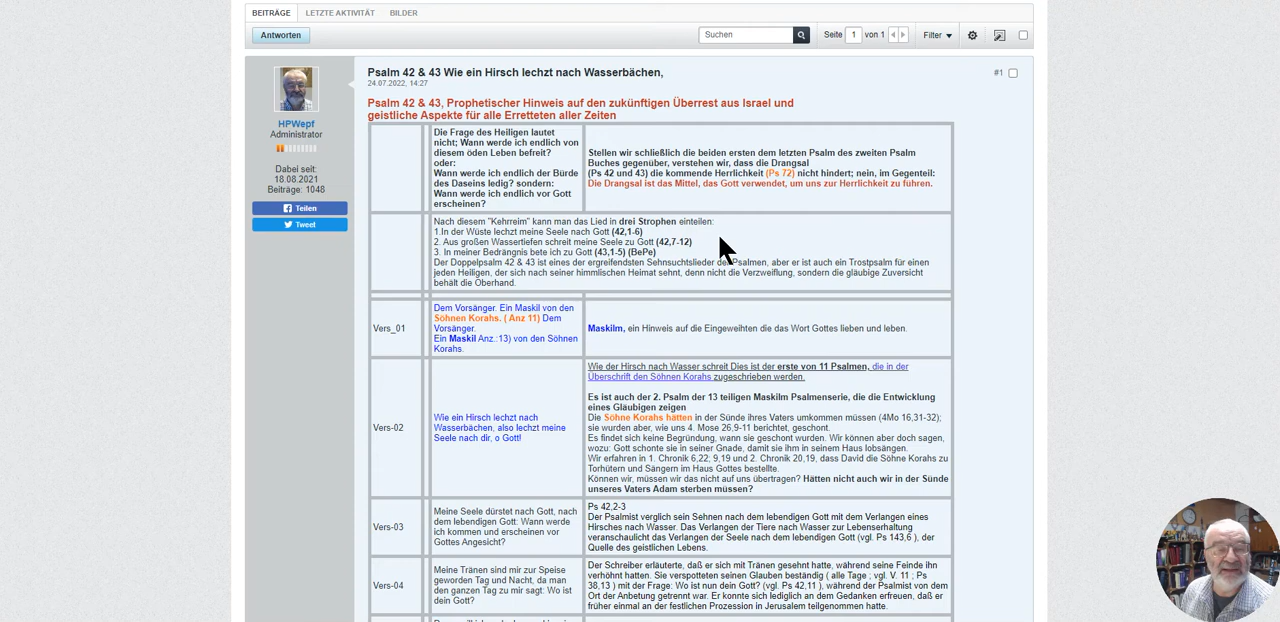 BEITRÄGE LETZTE AKTIVITÄT BILDER
Antworten
Suchen
Seite 1 von 1
Filter
HPWepf
Administrator
Dabei seit:
18.08.2021
Beiträge: 1048
Teilen
Tweet
Psalm 42 & 43 Wie ein Hirsch lechzt nach Wasserbächen,
#1
24.07.2022, 14:27
Psalm 42 & 43, Prophetischer Hinweis auf den zukünftigen Überrest aus Israel und
geistliche Aspekte für alle Erretteten aller Zeiten
Die Frage des Heiligen lautet
nicht; Wann werde ich endlich von
diesem öden Leben befreit?
oder:
Wann werde ich endlich der Bürde
des Daseins ledig? sondern:
Wann werde ich endlich vor Gott
erscheinen?
Stellen wir schließlich die beiden ersten dem letzten Psalm des zweiten Psalm
Buches gegenüber, verstehen wir, dass die Drangsal
(Ps 42 und 43) die kommende Herrlichkeit (Ps 72) nicht hindert; nein, im Gegenteil:
Die Drangsal ist das Mittel, das Gott verwendet, um uns zur Herrlichkeit zu führen.
Nach diesem "Kehrreim" kann man das Lied in drei Strophen einteilen:
1.In der Wüste lechzt meine Seele nach Gott (42,1-6)
2. Aus großen Wassertiefen schreit meine Seele zu Gott (42,7-12)
3. In meiner Bedrängnis bete ich zu Gott (43,1-5) (BePe)
Der Doppelpsalm 42 & 43 ist eines der ergreifendsten Sehnsuchtslieder der Psalmen, aber er ist auch ein Trostpsalm für einen
jeden Heiligen, der sich nach seiner himmlischen Heimat sehnt, denn nicht die Verzweiflung, sondern die gläubige Zuversicht
behält die Oberhand.
Vers_01
Dem Vorsänger. Ein Maskil von den
Söhnen Korahs. ( Anz 11) Dem
Vorsänger.
Ein Maskil Anz.:13) von den Söhnen
Korahs.
Maskilm, ein Hinweis auf die Eingeweihten die das Wort Gottes lieben und leben.
Vers-02
Wie ein Hirsch lechzt nach
Wasserbächen, also lechzt meine
Seele nach dir, o Gott!
Wie der Hirsch nach Wasser schreit Dies ist der erste von 11 Psalmen, die in der
Überschrift den Söhnen Korahs zugeschrieben werden.
Es ist auch der 2. Psalm der 13 teiligen Maskilm Psalmenserie, die die Entwicklung
eines Gläubigen zeigen
Die Söhne Korahs hätten in der Sünde ihres Vaters umkommen müssen (4Mo 16,31-32);
sie wurden aber, wie uns 4. Mose 26,9-11 berichtet, geschont.
Es findet sich keine Begründung, wann sie geschont wurden. Wir können aber doch sagen,
wozu: Gott schonte sie in seiner Gnade, damit sie ihm in seinem Haus lobsängen.
Wir erfahren in 1. Chronik 6,22; 9,19 und 2. Chronik 20,19, dass David die Söhne Korahs zu
Torhütern und Sängern im Haus Gottes bestellte.
Können wir, müssen wir das nicht auf uns übertragen? Hätten nicht auch wir in der Sünde
unseres Vaters Adam sterben müssen?
Vers-03
Meine Seele dürstet nach Gott, nach
dem lebendigen Gott: Wann werde
ich kommen und erscheinen vor
Gottes Angesicht?
Ps 42,2-3
Der Psalmist verglich sein Sehnen nach dem lebendigen Gott mit dem Verlangen eines
Hirsches nach Wasser. Das Verlangen der Tiere nach Wasser zur Lebenserhaltung
veranschaulicht das Verlangen der Seele nach dem lebendigen Gott (vgl. Ps 143,6 ), der
Quelle des geistlichen Lebens.
Vers-04
Meine Tränen sind mir zur Speise
geworden Tag und Nacht, da man
den ganzen Tag zu mir sagt: Wo ist
dein Gott?
Der Schreiber erläuterte, daß er sich mit Tränen gesehnt hatte, während seine Feinde ihn
verhöhnt hatten. Sie verspotteten seinen Glauben beständig ( alle Tage ; vgl. V. 11 ; Ps
38,13 ) mit der Frage: Wo ist nun dein Gott? (vgl. Ps 42,11 ), während der Psalmist von dem
Ort der Anbetung getrennt war. Er konnte sich lediglich an dem Gedanken erfreuen, daß er
früher einmal an der festlichen Prozession in Jerusalem teilgenommen hatte.